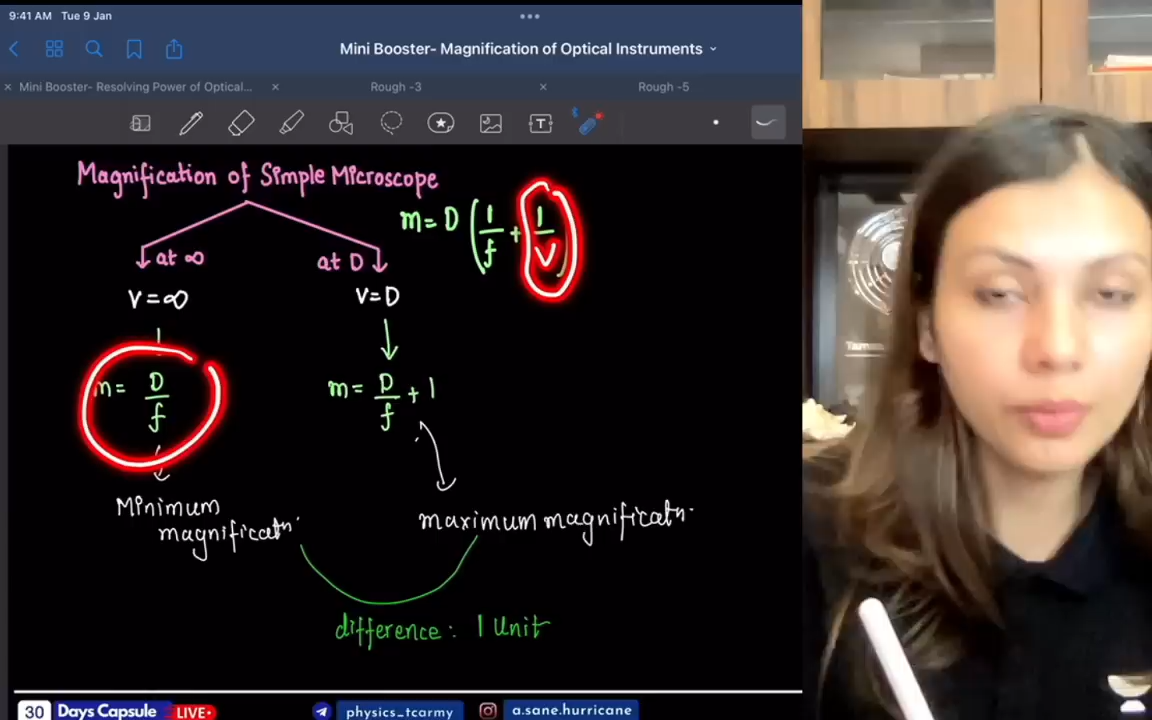 9:41 AM Tue 9 Jan
Mini Booster- Magnification of Optical Instruments
Mini Booster- Resolving Power of Optical...
Rough -3
Rough -5
Magnification of Simple Microscope
m = D (1/f + 1/V)
at ∞
at D
V = ∞
V = D
m = D/f
m = D/f + 1
Minimum
magnificatn.
maximum magnificatn.
difference: 1 Unit
30 Days Capsule LIVE
physics_tcarmy
a.sane.hurricane